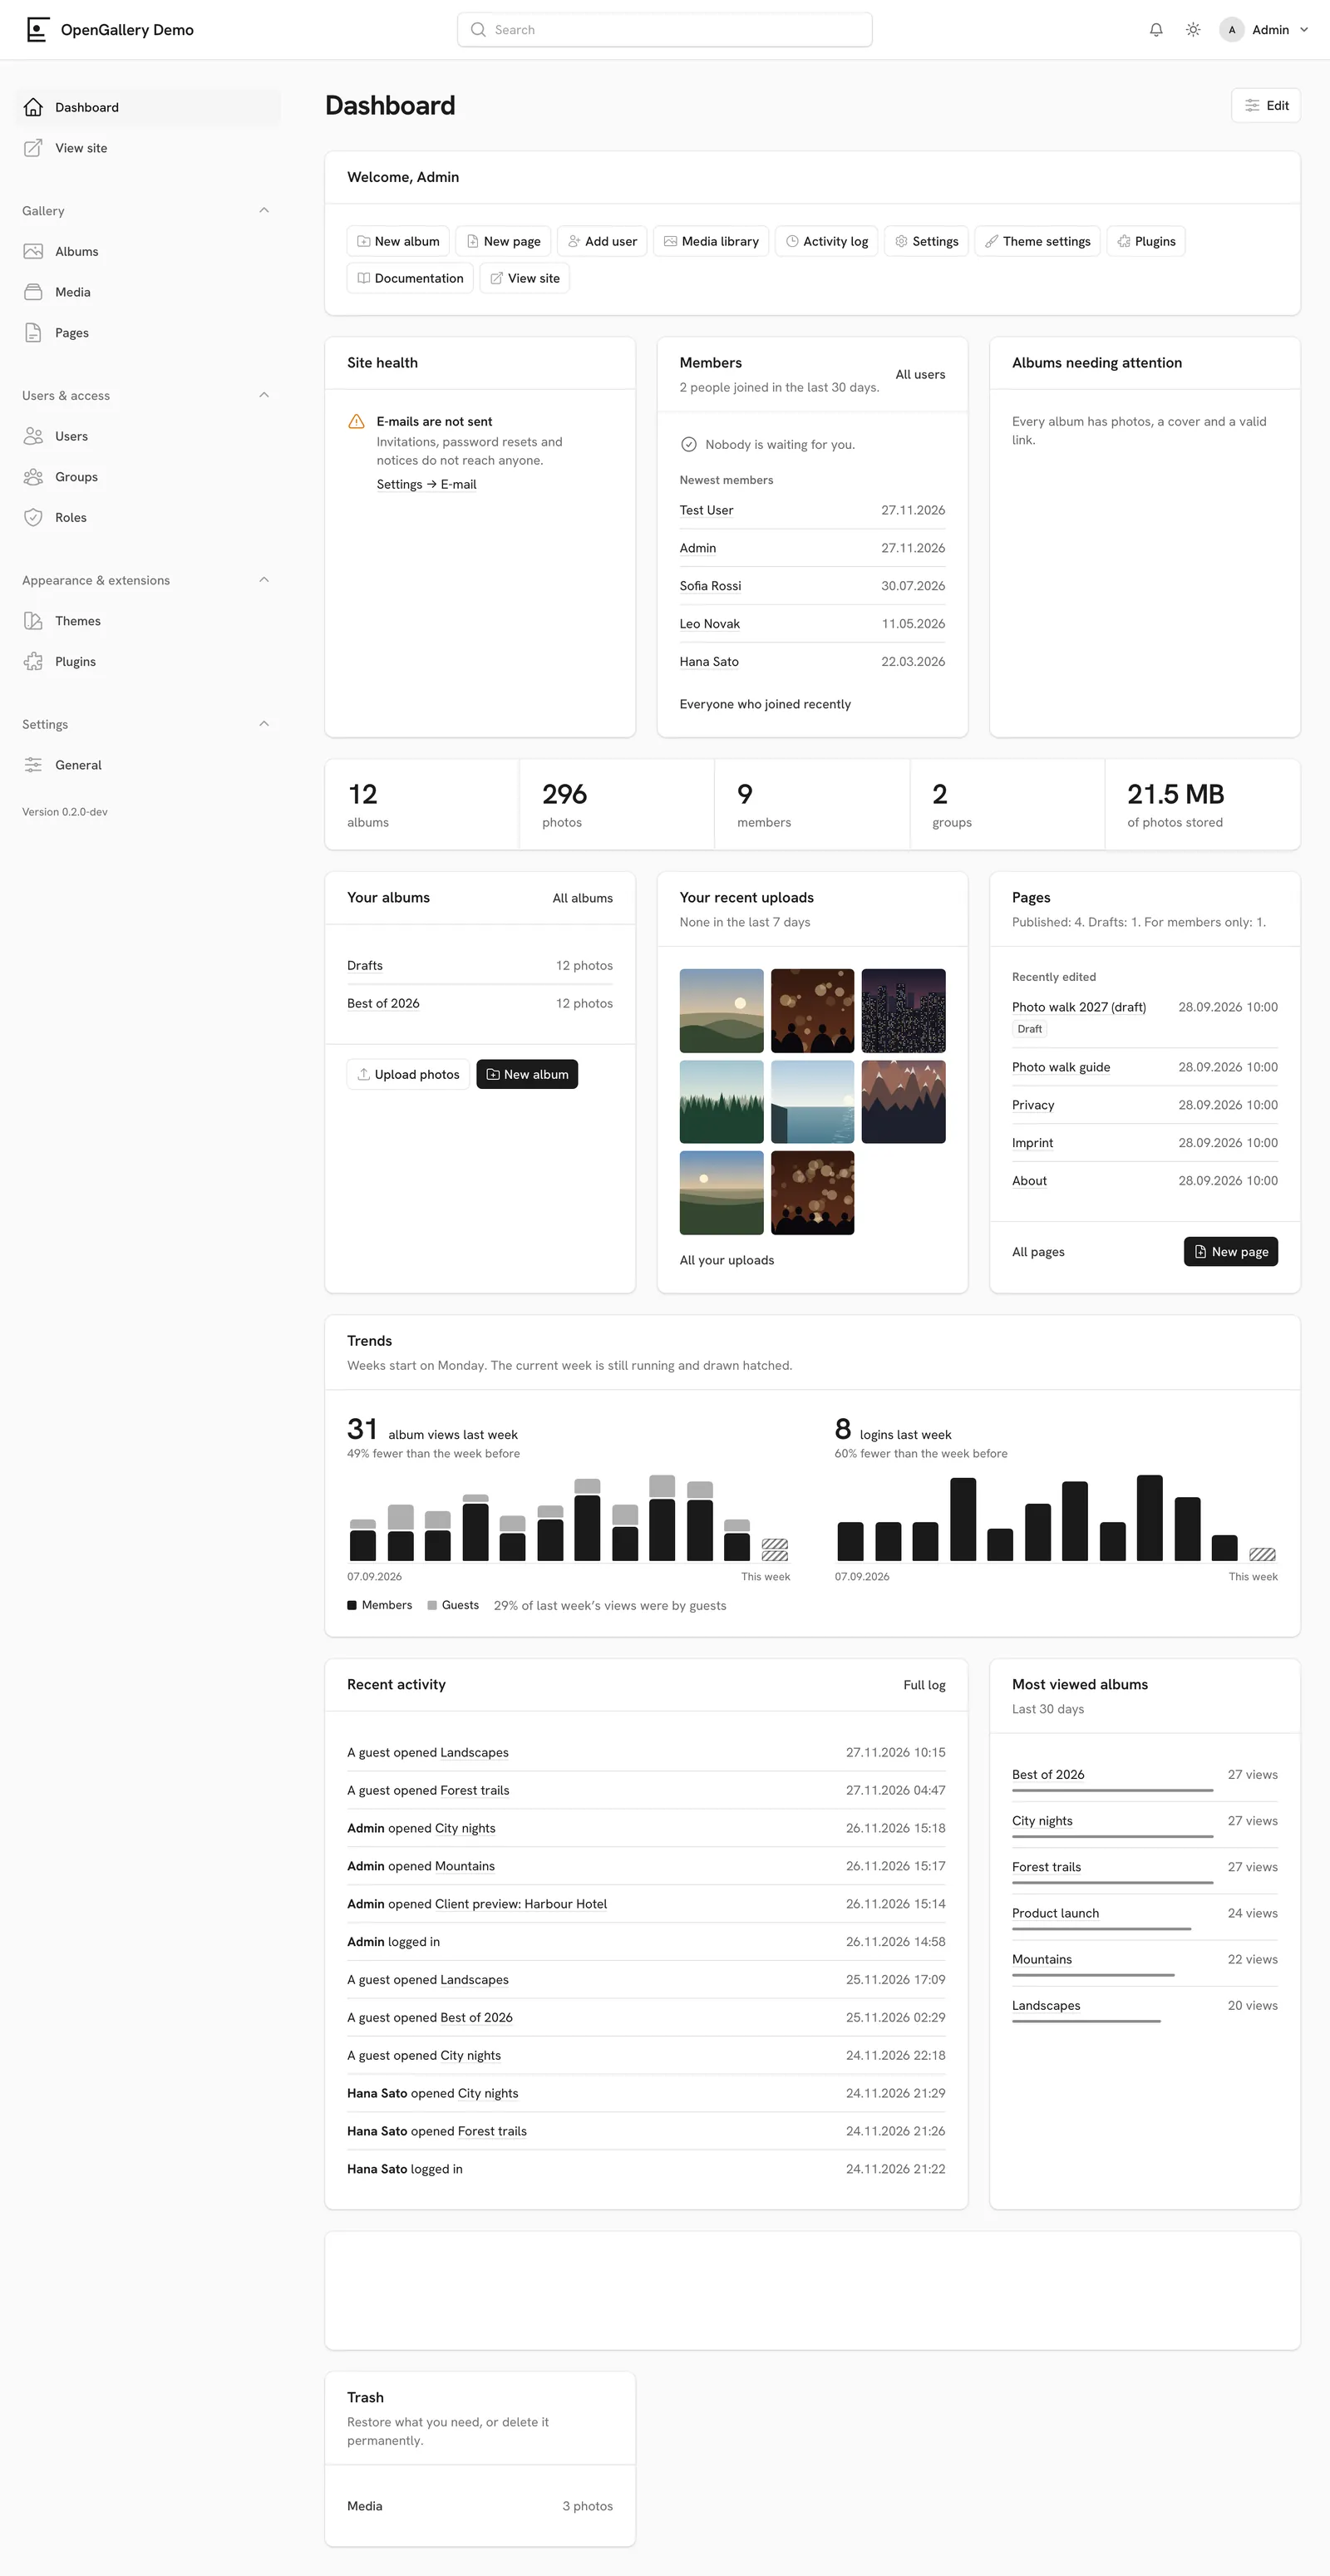 OpenGallery Demo
Search
A
Admin
Dashboard
View site
Gallery
Albums
Media
Pages
Users & access
Users
Groups
Roles
Appearance & extensions
Themes
Plugins
Settings
General
Version 0.2.0-dev
Dashboard
Edit
Welcome, Admin
New album
New page
Add user
Media library
Activity log
Settings
Theme settings
Plugins
Documentation
View site
Site health
E-mails are not sent
Invitations, password resets and
notices do not reach anyone.
Settings → E-mail
Members
2 people joined in the last 30 days.
All users
Nobody is waiting for you.
Newest members
Test User 27.11.2026
Admin 27.11.2026
Sofia Rossi 30.07.2026
Leo Novak 11.05.2026
Hana Sato 22.03.2026
Everyone who joined recently
Albums needing attention
Every album has photos, a cover and a valid
link.
12
albums
296
photos
9
members
2
groups
21.5 MB
of photos stored
Your albums
All albums
Drafts 12 photos
Best of 2026 12 photos
Upload photos
New album
Your recent uploads
None in the last 7 days
All your uploads
Pages
Published: 4. Drafts: 1. For members only: 1.
Recently edited
Photo walk 2027 (draft) 28.09.2026 10:00
Draft
Photo walk guide 28.09.2026 10:00
Privacy 28.09.2026 10:00
Imprint 28.09.2026 10:00
About 28.09.2026 10:00
All pages
New page
Trends
Weeks start on Monday. The current week is still running and drawn hatched.
31 album views last week
49% fewer than the week before
07.09.2026 This week
Members Guests 29% of last week’s views were by guests
8 logins last week
60% fewer than the week before
07.09.2026 This week
Recent activity
Full log
A guest opened Landscapes 27.11.2026 10:15
A guest opened Forest trails 27.11.2026 04:47
Admin opened City nights 26.11.2026 15:18
Admin opened Mountains 26.11.2026 15:17
Admin opened Client preview: Harbour Hotel 26.11.2026 15:14
Admin logged in 26.11.2026 14:58
A guest opened Landscapes 25.11.2026 17:09
A guest opened Best of 2026 25.11.2026 02:29
A guest opened City nights 24.11.2026 22:18
Hana Sato opened City nights 24.11.2026 21:29
Hana Sato opened Forest trails 24.11.2026 21:26
Hana Sato logged in 24.11.2026 21:22
Most viewed albums
Last 30 days
Best of 2026 27 views
City nights 27 views
Forest trails 27 views
Product launch 24 views
Mountains 22 views
Landscapes 20 views
Trash
Restore what you need, or delete it
permanently.
Media 3 photos